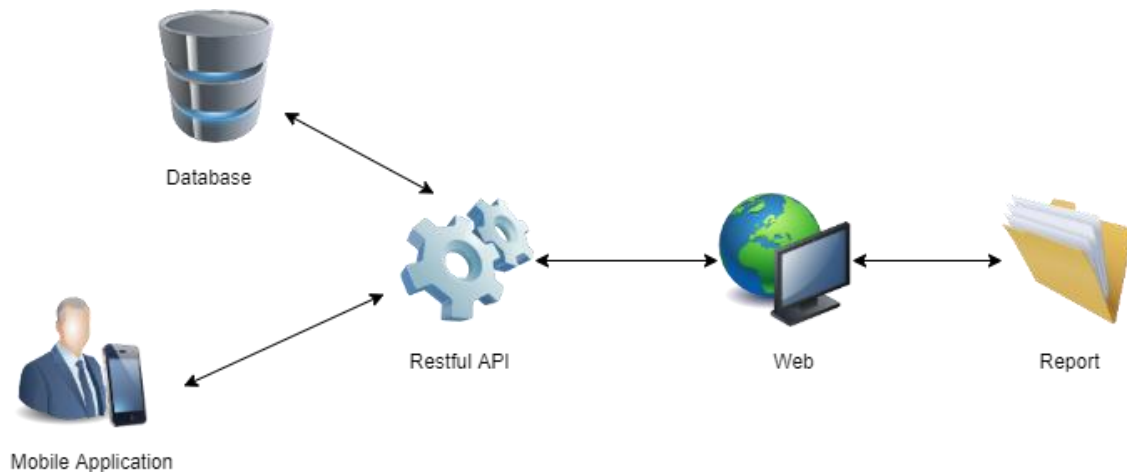 Database
Restful API
Web
Report
Mobile Application